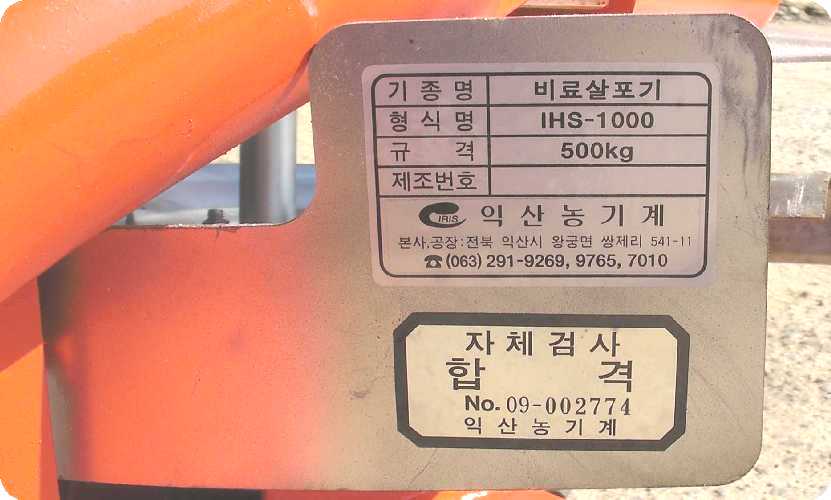 기종명 비료살포기
형식명 IHS-1000
규격 500kg
제조번호
IRIS 익산농기계
본사.공장:전북 익산시 왕궁면 쌍제리 541-11
☎(063) 291-9269, 9765, 7010
자체검사
합격
No. 09-002774
익산농기계